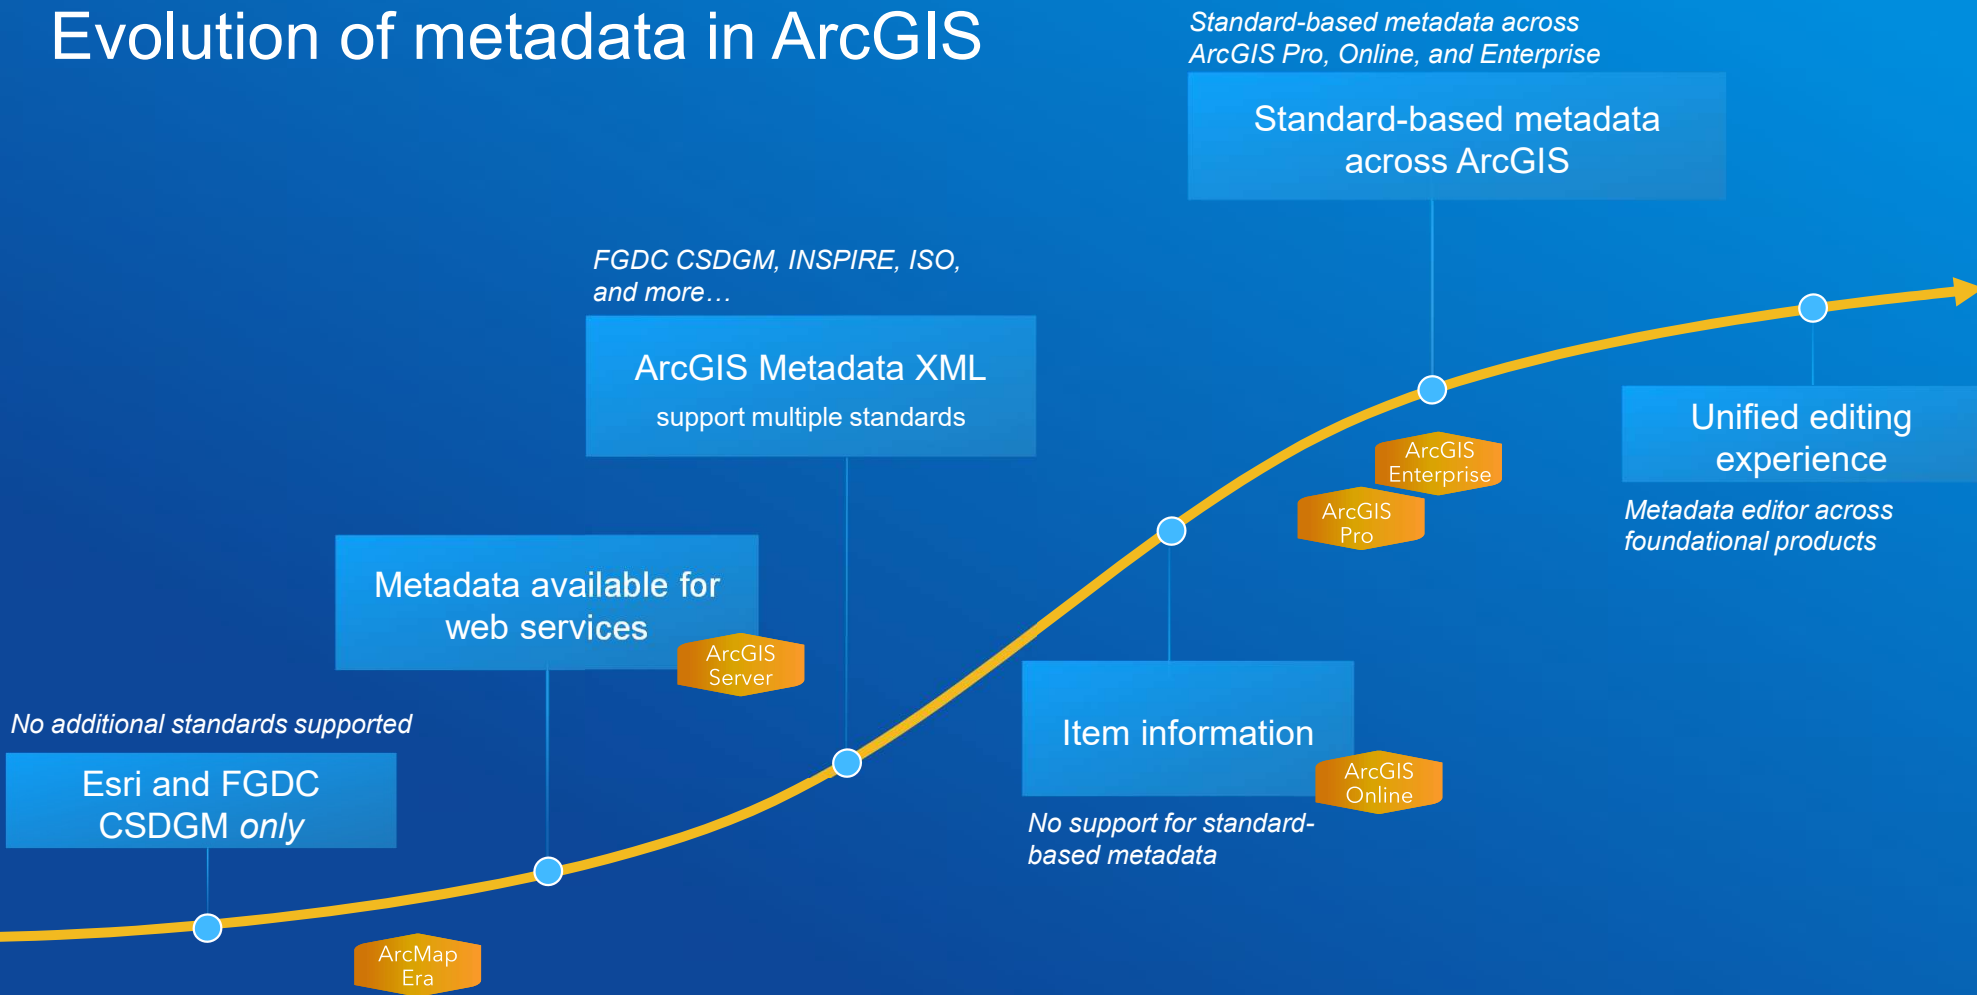 Evolution of metadata in ArcGIS
Standard-based metadata across
ArcGIS Pro, Online, and Enterprise
Standard-based metadata
across ArcGIS
FGDC CSDGM, INSPIRE, ISO,
and more…
ArcGIS Metadata XML
support multiple standards
Unified editing
experience
Metadata editor across
foundational products
ArcGIS
Enterprise
ArcGIS
Pro
Metadata available for
web services
ArcGIS
Server
Item information
ArcGIS
Online
No support for standard-
based metadata
No additional standards supported
Esri and FGDC
CSDGM only
ArcMap
Era